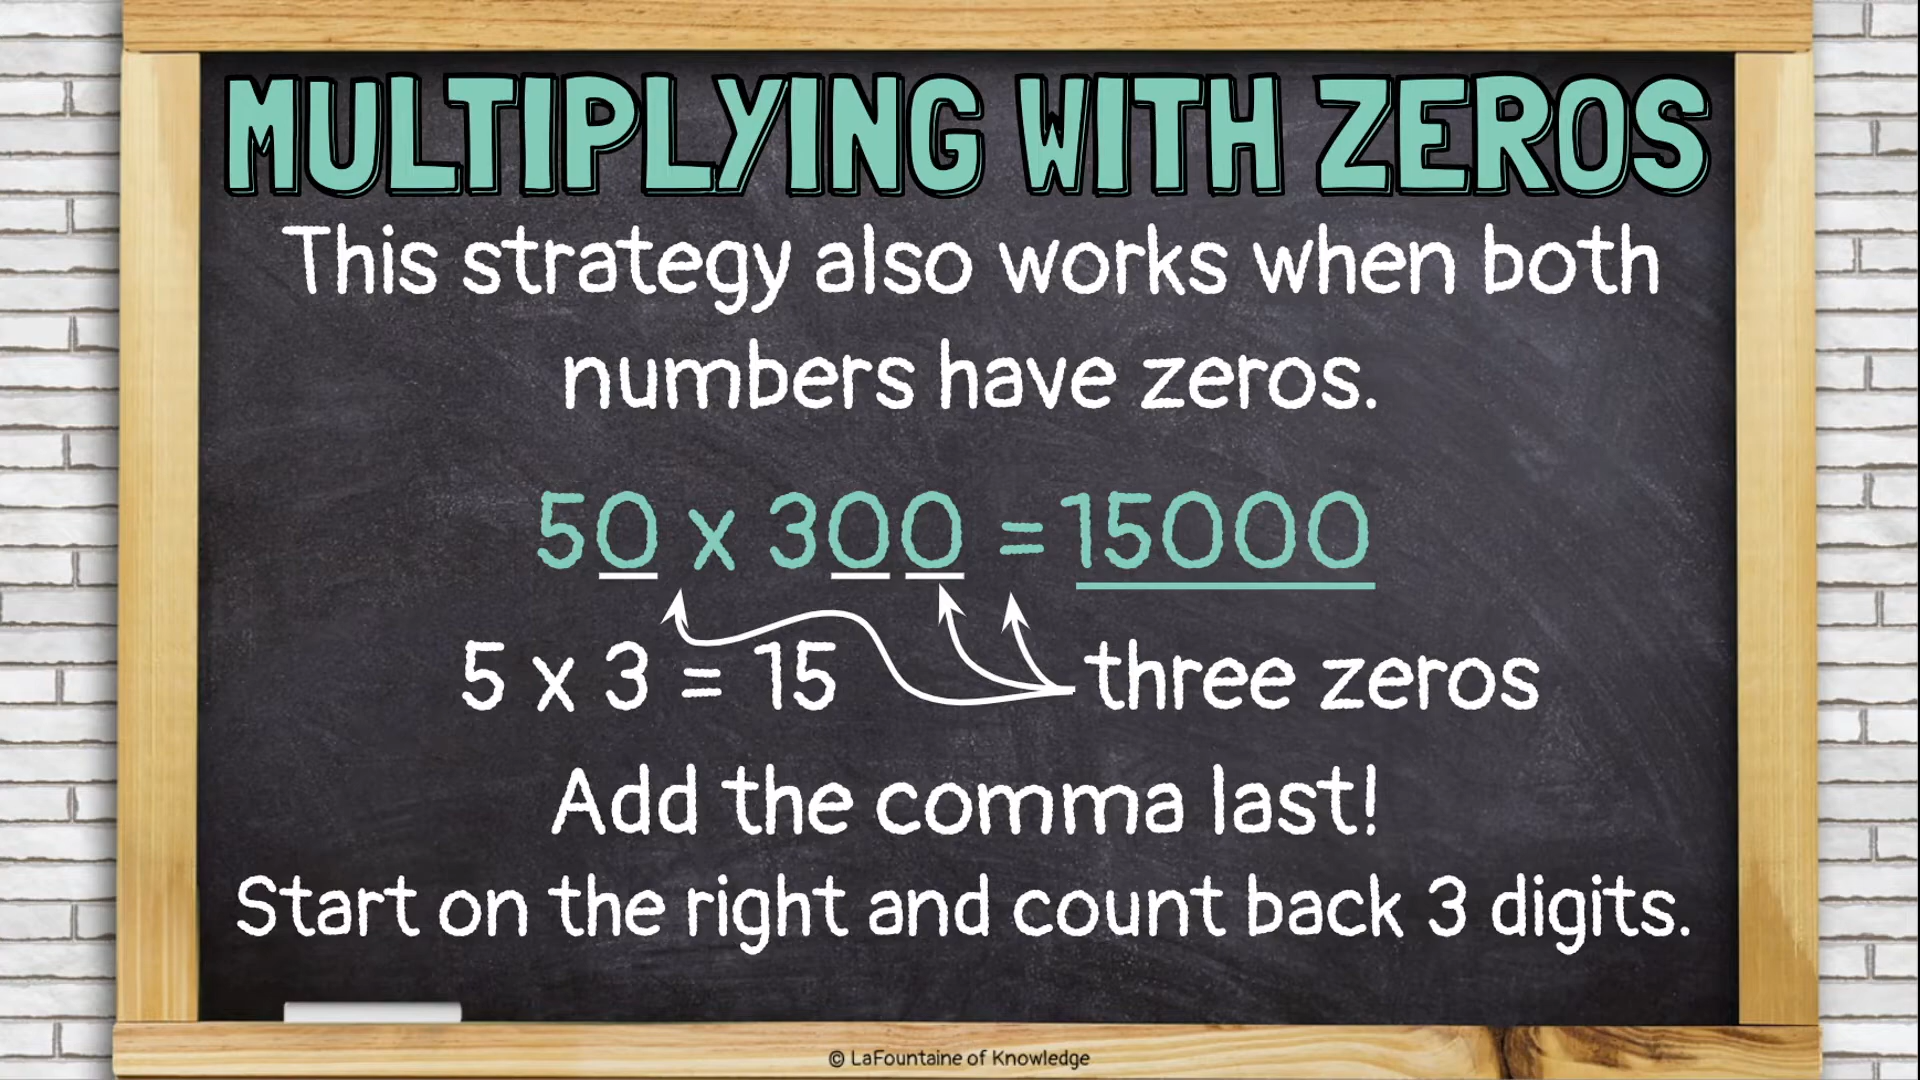 MULTIPLYING WITH ZEROS
This strategy also works when both
numbers have zeros.
50 x 300 = 15000
5 x 3 = 15 three zeros
Add the comma last!
Start on the right and count back 3 digits.
© LaFountaine of Knowledge